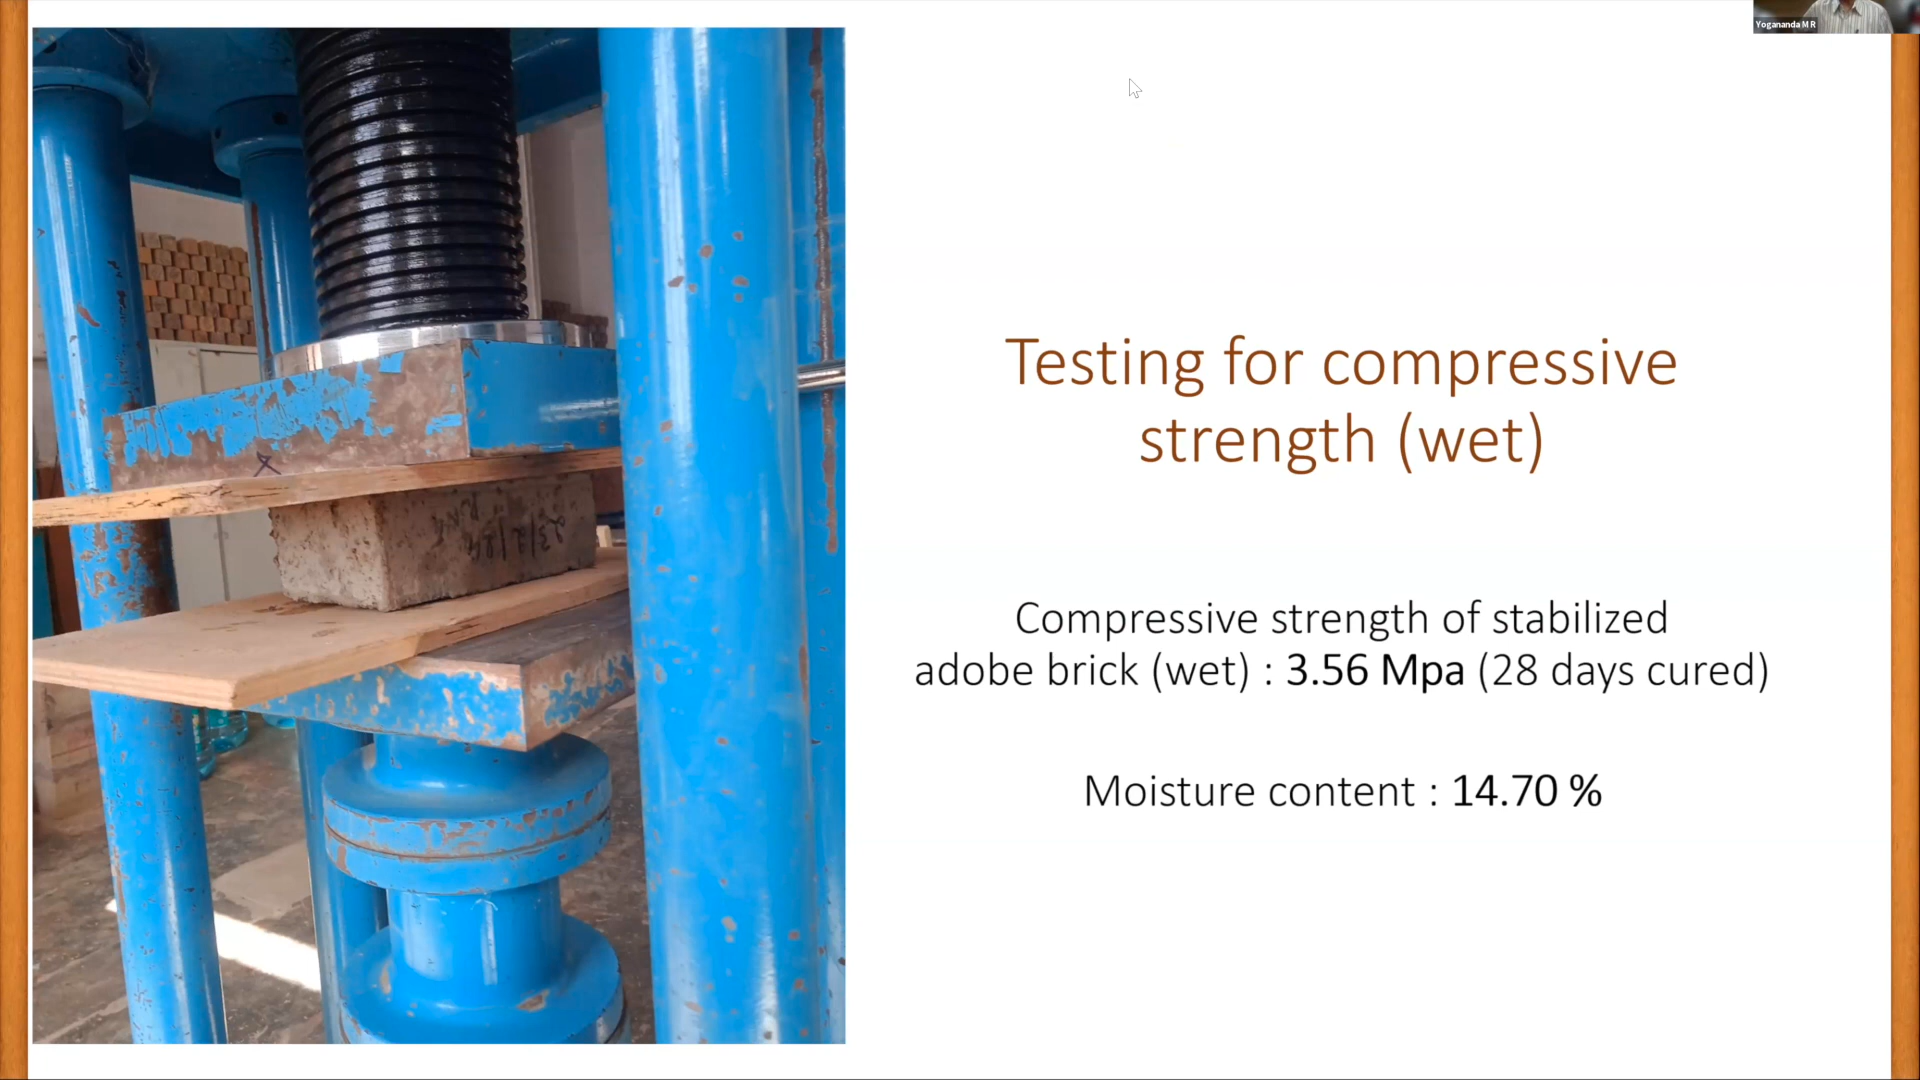 Yogananda M R
Testing for compressive
strength (wet)
Compressive strength of stabilized
adobe brick (wet) : 3.56 Mpa (28 days cured)
Moisture content : 14.70 %